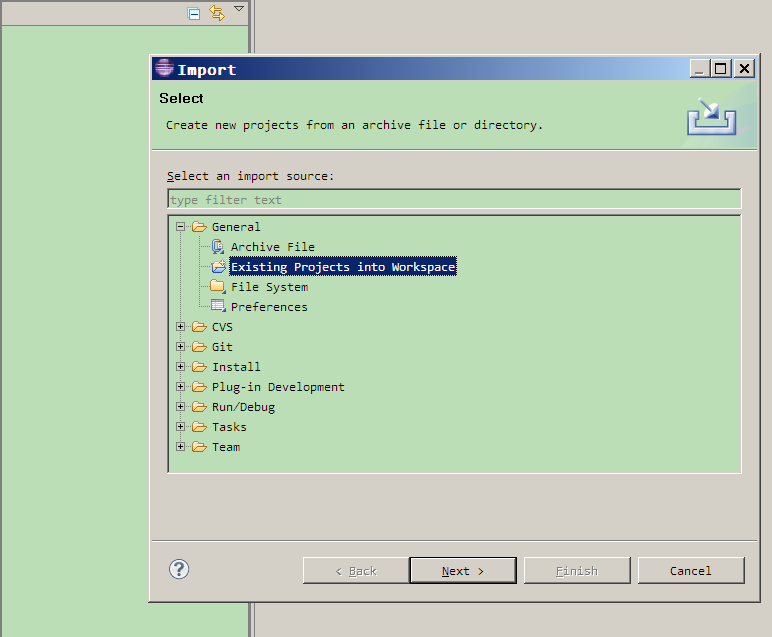 Import
Select
Create new projects from an archive file or directory.
Select an import source:
type filter text
General
Archive File
Existing Projects into Workspace
File System
Preferences
CVS
Git
Install
Plug-in Development
Run/Debug
Tasks
Team
? < Back Next > Finish Cancel